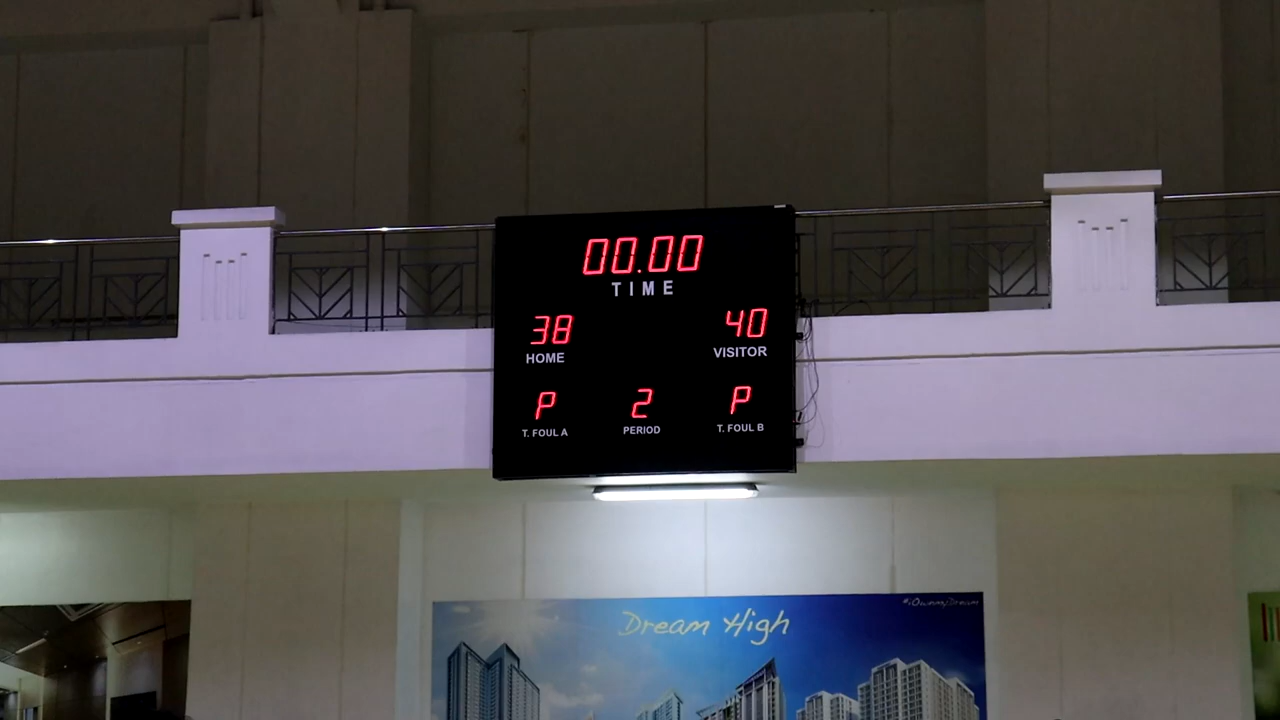 00.00
TIME
38 40
HOME VISITOR
P 2 P
T. FOUL A PERIOD T. FOUL B
Dream High